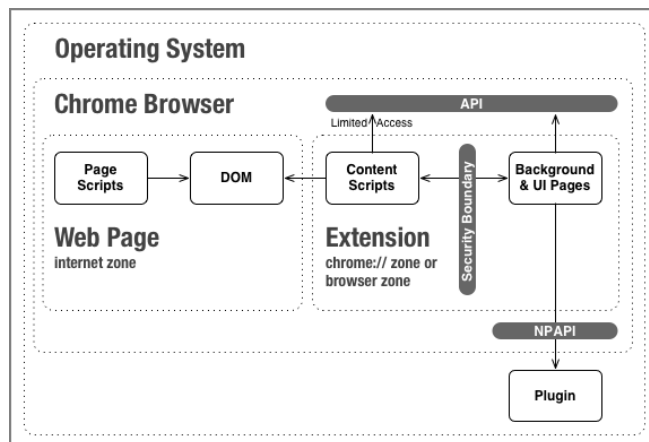 Operating System
Chrome Browser
API
Limited Access
Page
Scripts
DOM
Content
Scripts
Security Boundary
Background
& UI Pages
Web Page
internet zone
Extension
chrome:// zone or
browser zone
NPAPI
Plugin